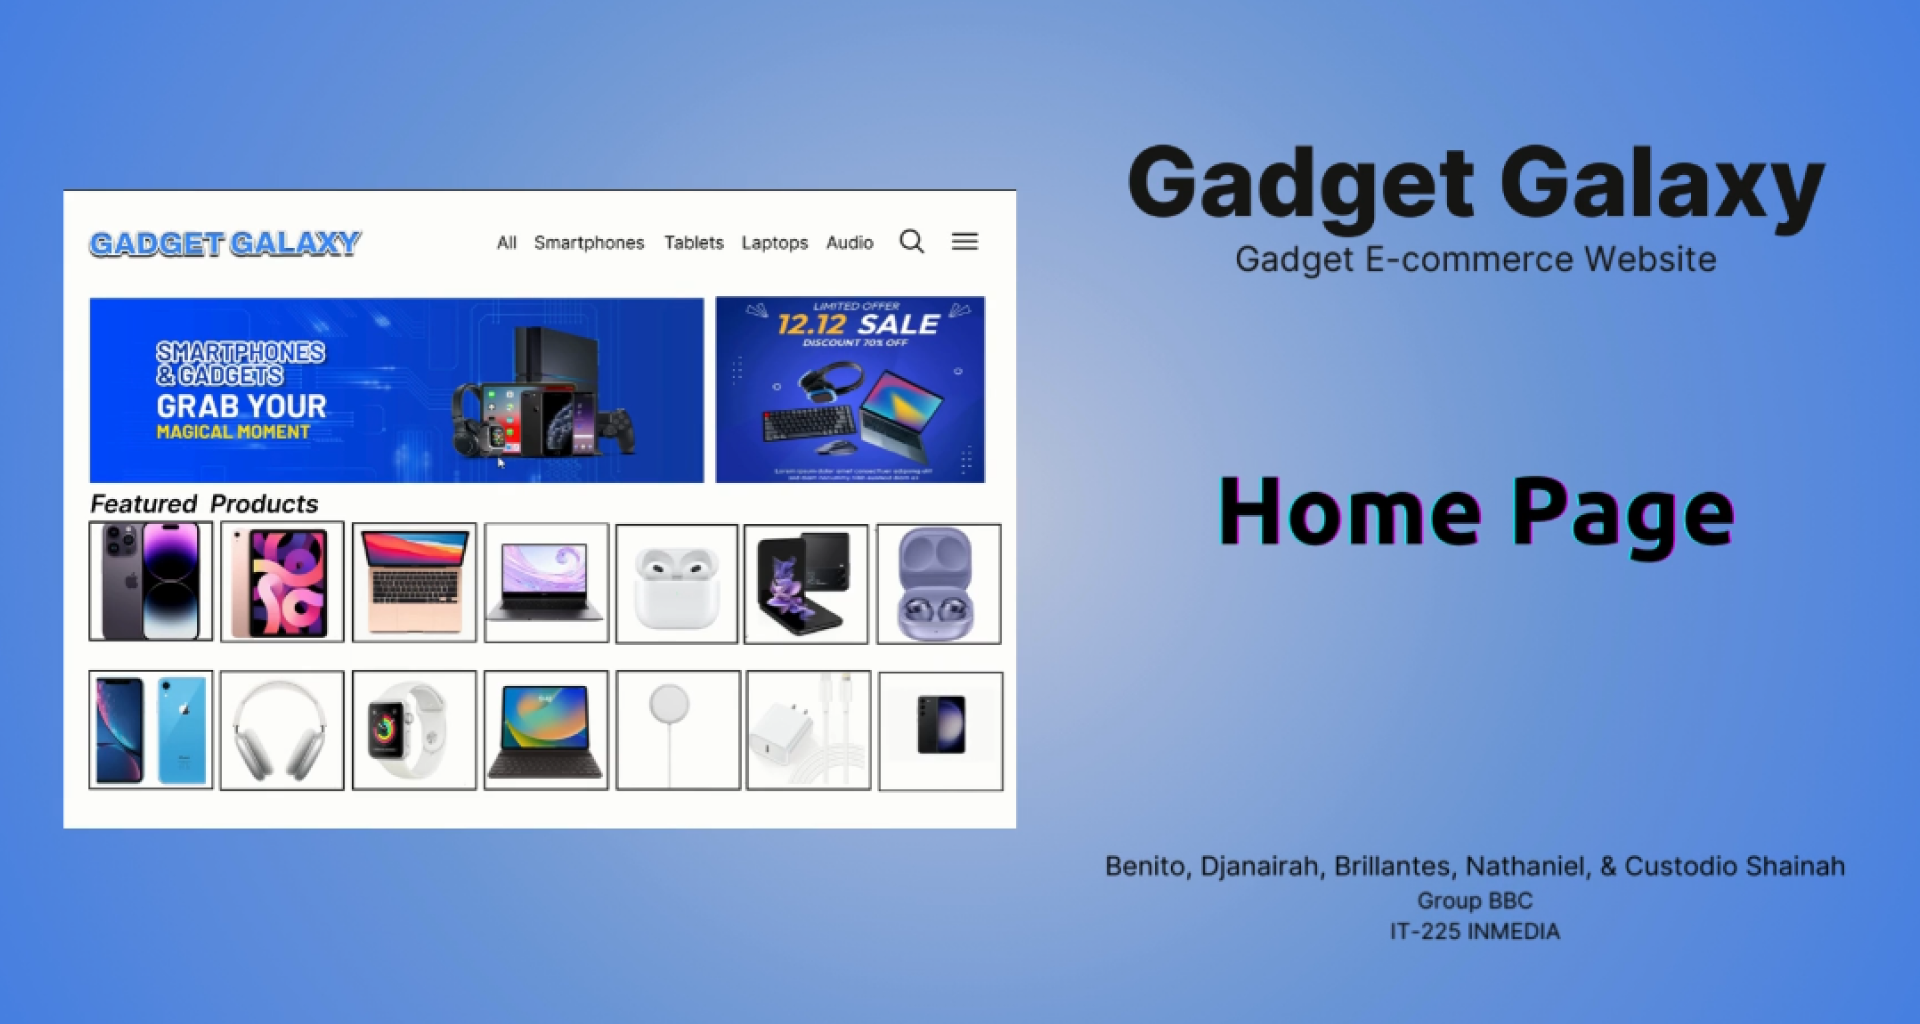 GADGET GALAXY
All Smartphones Tablets Laptops Audio
SMARTPHONES
& GADGETS
GRAB YOUR
MAGICAL MOMENT
LIMITED OFFER
12.12 SALE
DISCOUNT 70% OFF
Featured Products
Gadget Galaxy
Gadget E-commerce Website
Home Page
Benito, Djanairah, Brillantes, Nathaniel, & Custodio Shainah
Group BBC
IT-225 INMEDIA